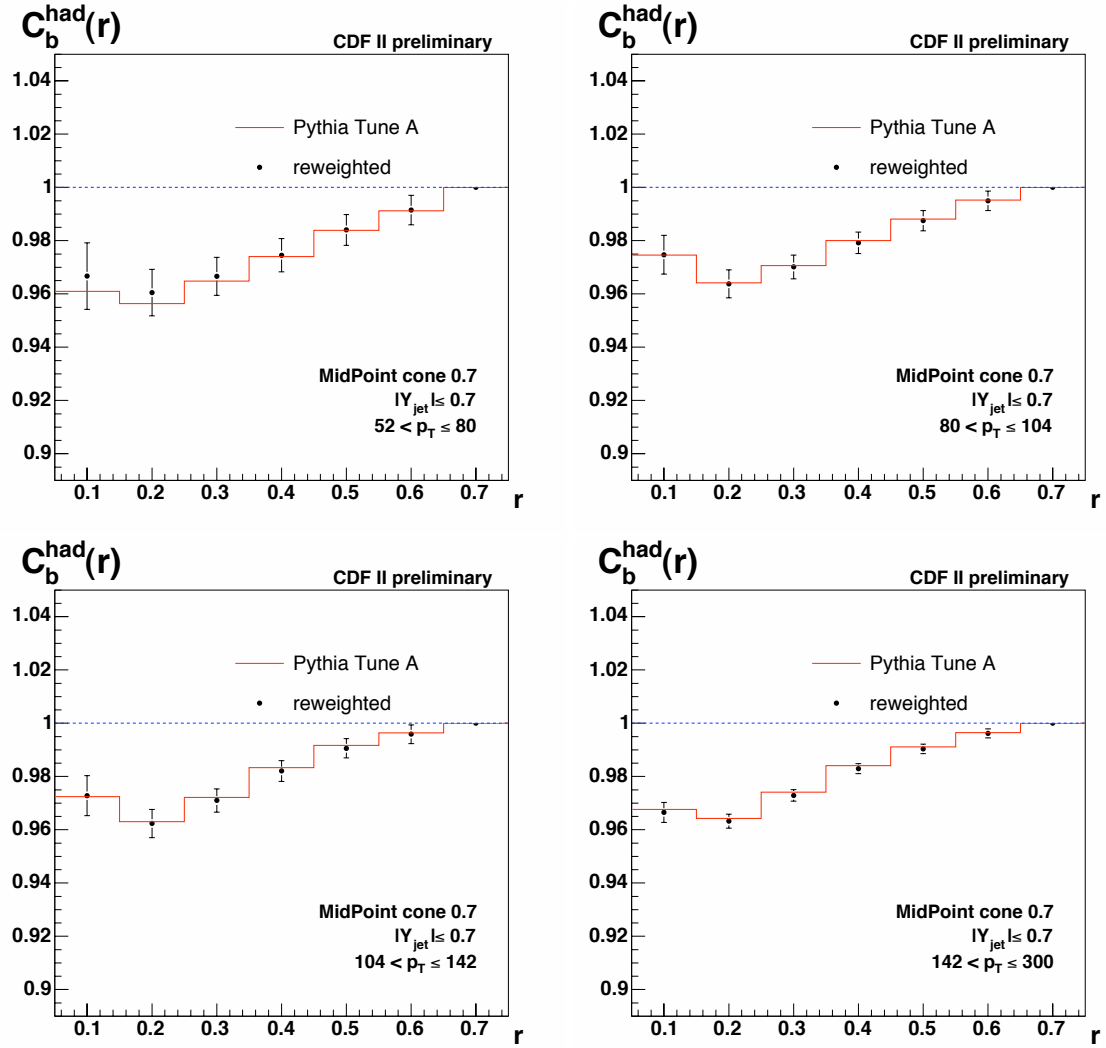 C_b^had(r)
CDF II preliminary
1.04
1.02
1
0.98
0.96
0.94
0.92
0.9
Pythia Tune A
reweighted
MidPoint cone 0.7
|Y_jet|≤ 0.7
52 < p_T ≤ 80
0.1 0.2 0.3 0.4 0.5 0.6 0.7 r
C_b^had(r)
CDF II preliminary
1.04
1.02
1
0.98
0.96
0.94
0.92
0.9
Pythia Tune A
reweighted
MidPoint cone 0.7
|Y_jet|≤ 0.7
80 < p_T ≤ 104
0.1 0.2 0.3 0.4 0.5 0.6 0.7 r
C_b^had(r)
CDF II preliminary
1.04
1.02
1
0.98
0.96
0.94
0.92
0.9
Pythia Tune A
reweighted
MidPoint cone 0.7
|Y_jet|≤ 0.7
104 < p_T ≤ 142
0.1 0.2 0.3 0.4 0.5 0.6 0.7 r
C_b^had(r)
CDF II preliminary
1.04
1.02
1
0.98
0.96
0.94
0.92
0.9
Pythia Tune A
reweighted
MidPoint cone 0.7
|Y_jet|≤ 0.7
142 < p_T ≤ 300
0.1 0.2 0.3 0.4 0.5 0.6 0.7 r